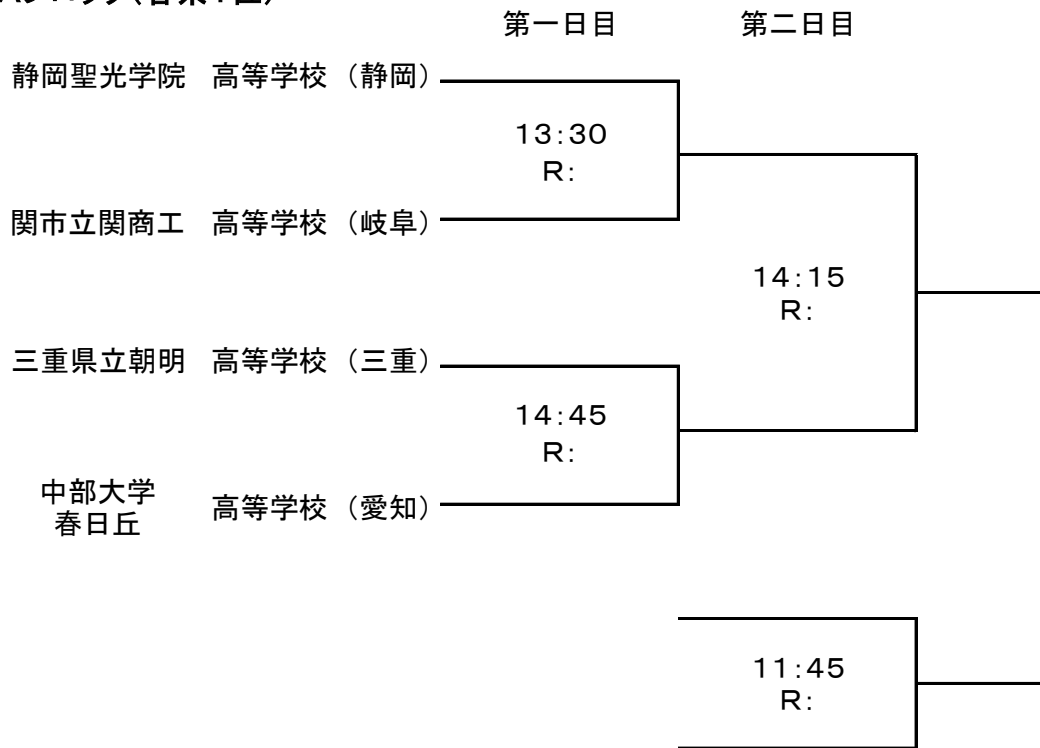 第一日目　第二日目
静岡聖光学院　高等学校（静岡）
13:30
R:
関市立関商工　高等学校（岐阜）
14:15
R:
三重県立朝明　高等学校（三重）
14:45
R:
中部大学
春日丘　高等学校（愛知）
11:45
R: